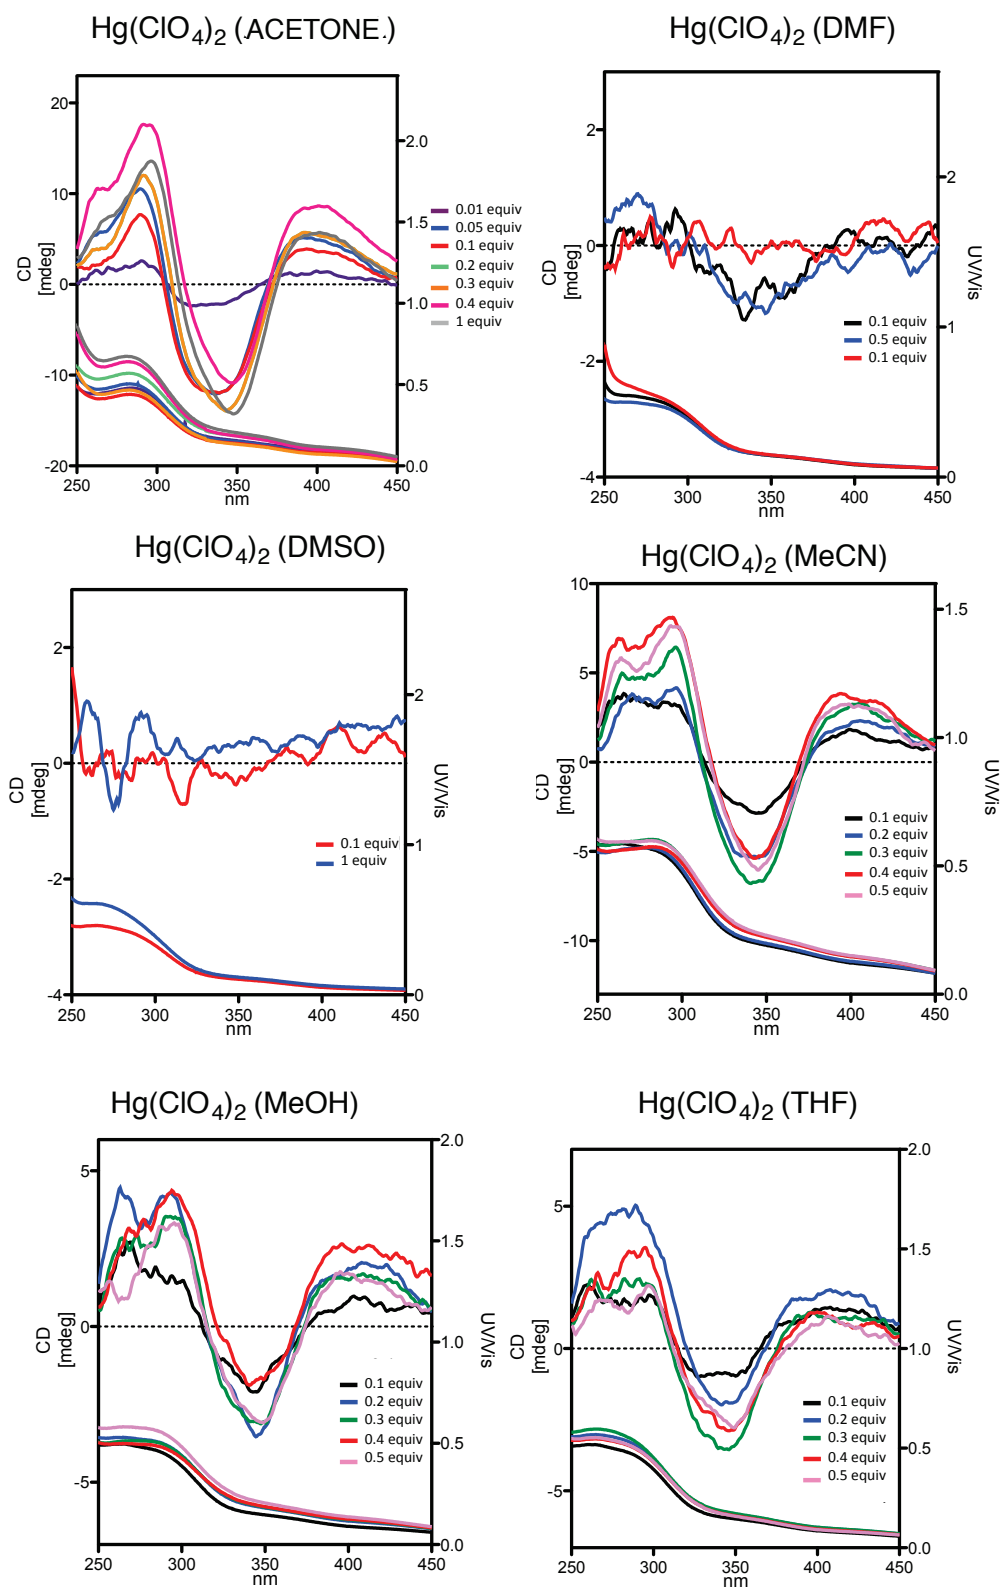 Hg(ClO4)2 (.ACETONE.)
20
10
0
-10
-20
CD
[mdeg]
2.0
1.5
1.0
0.5
0.0
250 300 350 400 450
nm
0.01 equiv
0.05 equiv
0.1 equiv
0.2 equiv
0.3 equiv
0.4 equiv
1 equiv
Hg(ClO4)2 (DMF)
2
0
-2
-4
CD
[mdeg]
2
1
0
UV/Vis
250 300 350 400 450
nm
0.1 equiv
0.5 equiv
0.1 equiv
Hg(ClO4)2 (DMSO)
2
0
-2
-4
CD
[mdeg]
2
1
0
UV/Vis
250 300 350 400 450
nm
0.1 equiv
1 equiv
Hg(ClO4)2 (MeCN)
10
5
0
-5
-10
CD
[mdeg]
1.5
1.0
0.5
0.0
UV/Vis
250 300 350 400 450
nm
0.1 equiv
0.2 equiv
0.3 equiv
0.4 equiv
0.5 equiv
Hg(ClO4)2 (MeOH)
5
0
-5
CD
[mdeg]
2.0
1.5
1.0
0.5
0.0
UV/Vis
250 300 350 400 450
nm
0.1 equiv
0.2 equiv
0.3 equiv
0.4 equiv
0.5 equiv
Hg(ClO4)2 (THF)
5
0
-5
CD
[mdeg]
2.0
1.5
1.0
0.5
0.0
UV/Vis
250 300 350 400 450
nm
0.1 equiv
0.2 equiv
0.3 equiv
0.4 equiv
0.5 equiv